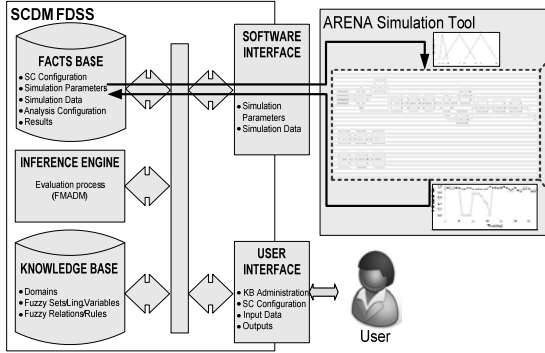 SCDM FDSS
FACTS BASE
• SC Configuration
• Simulation Parameters
• Simulation Data
• Analysis Configuration
• Results
INFERENCE ENGINE
Evaluation process
(FMADM)
KNOWLEDGE BASE
• Domains
• Fuzzy Sets/Ling.Variables
• Fuzzy Relations/Rules
SOFTWARE
INTERFACE
• Simulation
Parameters
• Simulation Data
USER
INTERFACE
• KB Administration
• SC Configuration
• Input Data
• Outputs
ARENA Simulation Tool
User